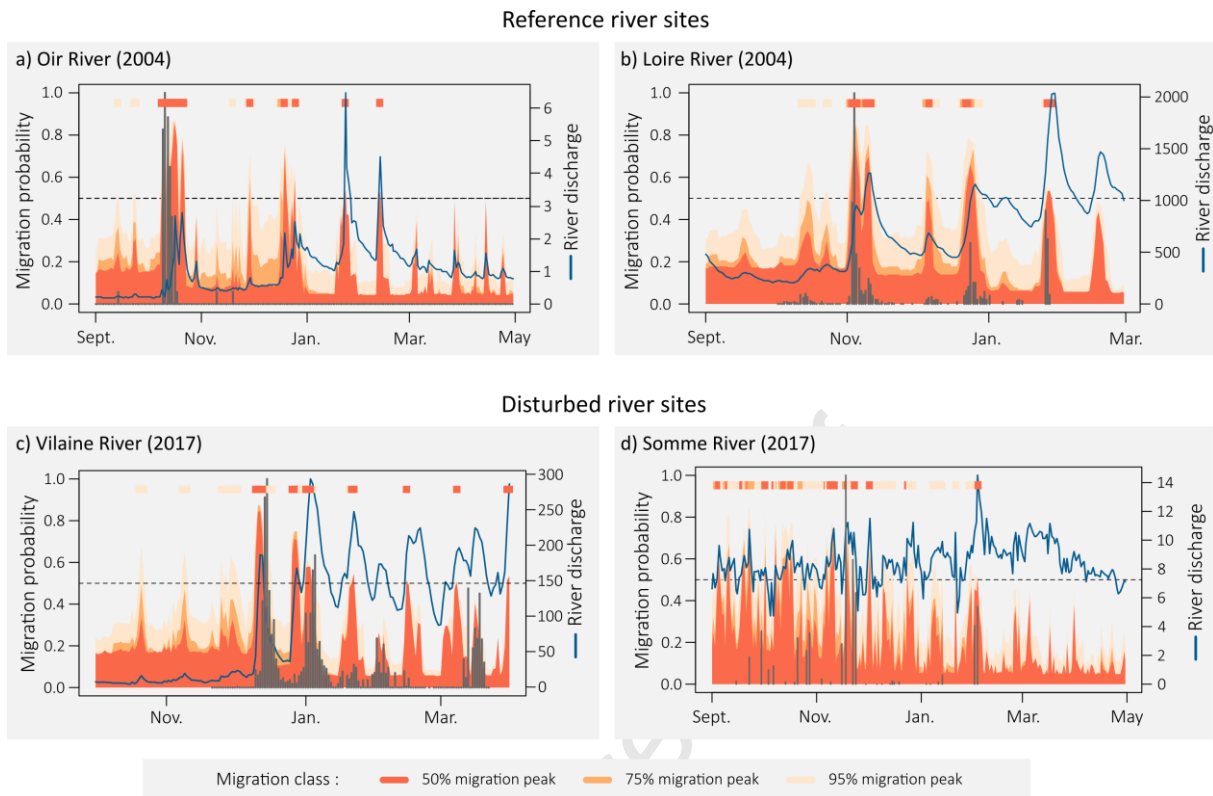 Reference river sites
a) Oir River (2004)
Migration probability
1.0
0.8
0.6
0.4
0.2
0.0
6
5
4
3
2
1
0
River discharge
Sept.
Nov.
Jan.
Mar.
May
b) Loire River (2004)
Migration probability
1.0
0.8
0.6
0.4
0.2
0.0
2000
1500
1000
500
0
River discharge
Sept.
Nov.
Jan.
Mar.
Disturbed river sites
c) Vilaine River (2017)
Migration probability
1.0
0.8
0.6
0.4
0.2
0.0
300
250
200
150
100
50
0
River discharge
Nov.
Jan.
Mar.
d) Somme River (2017)
Migration probability
1.0
0.8
0.6
0.4
0.2
0.0
14
12
10
8
6
4
2
0
River discharge
Sept.
Nov.
Jan.
Mar.
May
Migration class : 50% migration peak 75% migration peak 95% migration peak